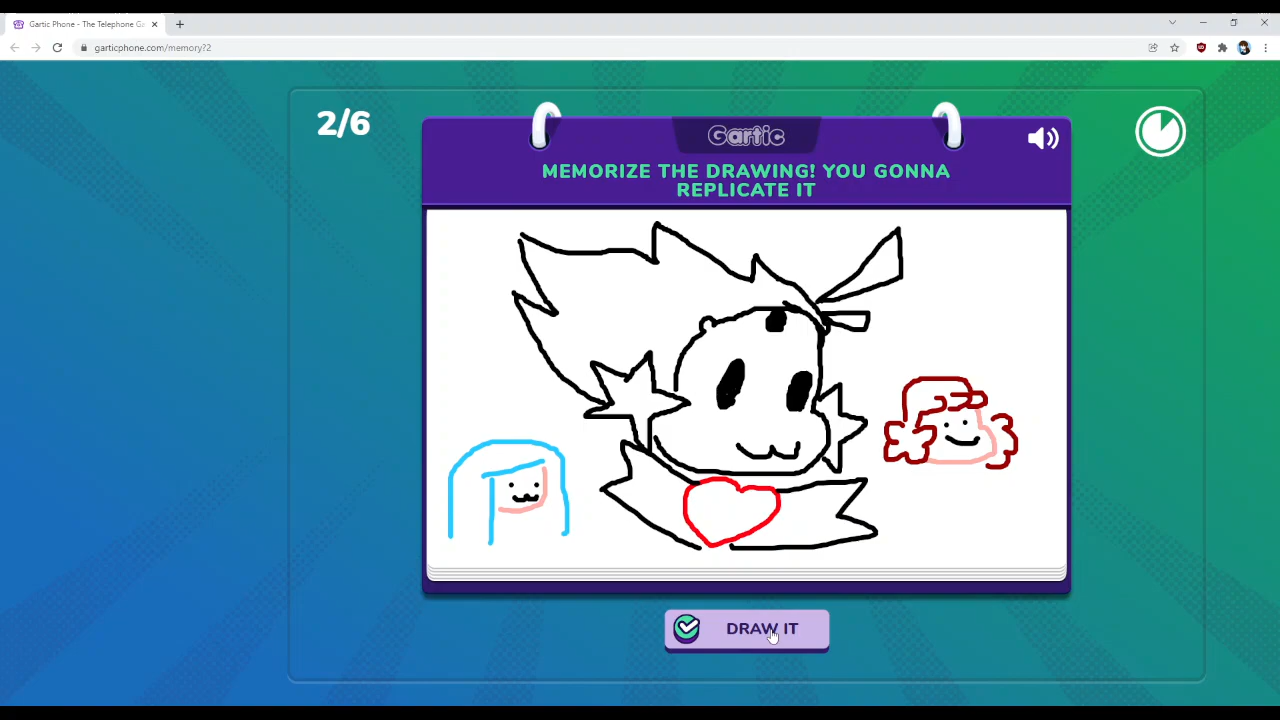 Gartic Phone - The Telephone Ga
garticphone.com/memory?2
2/6
Gartic
MEMORIZE THE DRAWING! YOU GONNA
REPLICATE IT
DRAW IT